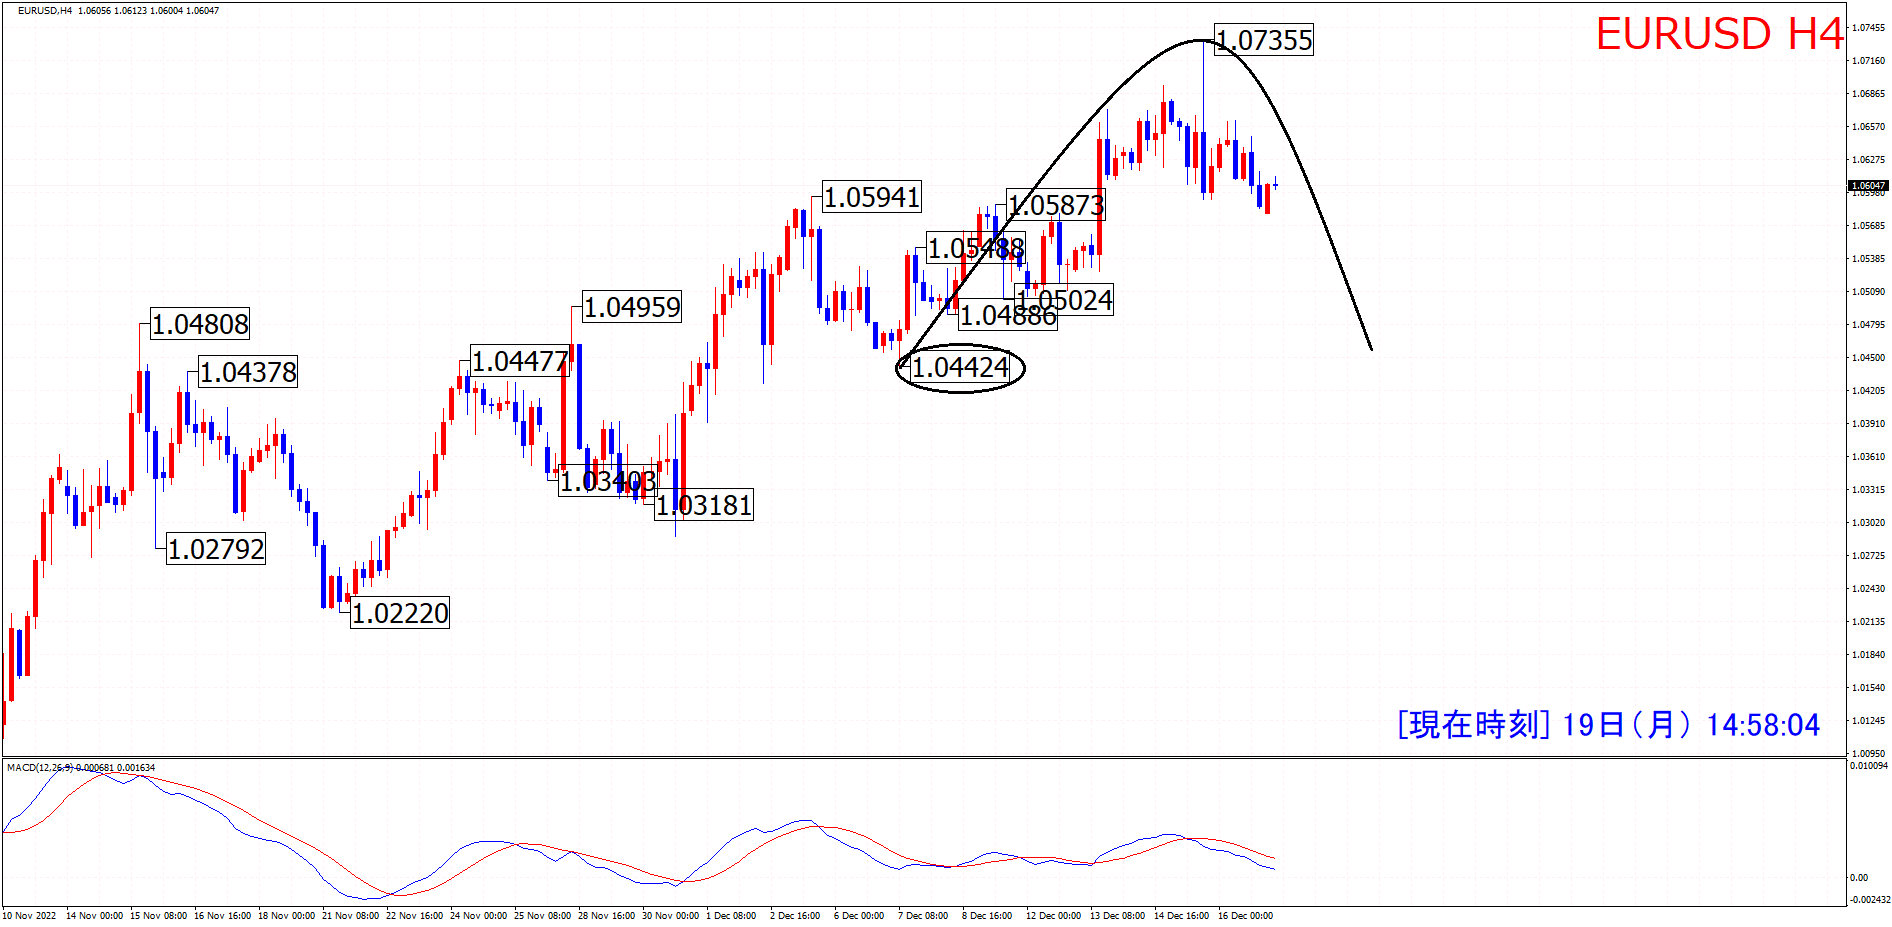 EURUSD,H4 1.06056 1.06123 1.06004 1.06047
EURUSD H4
1.07355
1.05941
1.05873
1.05488
1.05024
1.04886
1.04424
1.04959
1.04808
1.04477
1.04378
1.03403
1.03181
1.02792
1.02220
1.07455
1.07160
1.06865
1.06570
1.06275
1.06047
1.05980
1.05685
1.05385
1.05090
1.04795
1.04500
1.04205
1.03910
1.03610
1.03315
1.03020
1.02725
1.02430
1.02135
1.01840
1.01540
1.01245
1.00950
[現在時刻] 19日(月) 14:58:04
MACD(12,26,9) 0.000681 0.001634
0.010094
0.00
-0.002432
10 Nov 2022
14 Nov 00:00
15 Nov 08:00
16 Nov 16:00
18 Nov 00:00
21 Nov 08:00
22 Nov 16:00
24 Nov 00:00
25 Nov 08:00
28 Nov 16:00
30 Nov 00:00
1 Dec 08:00
2 Dec 16:00
6 Dec 00:00
7 Dec 08:00
8 Dec 16:00
12 Dec 00:00
13 Dec 08:00
14 Dec 16:00
16 Dec 00:00